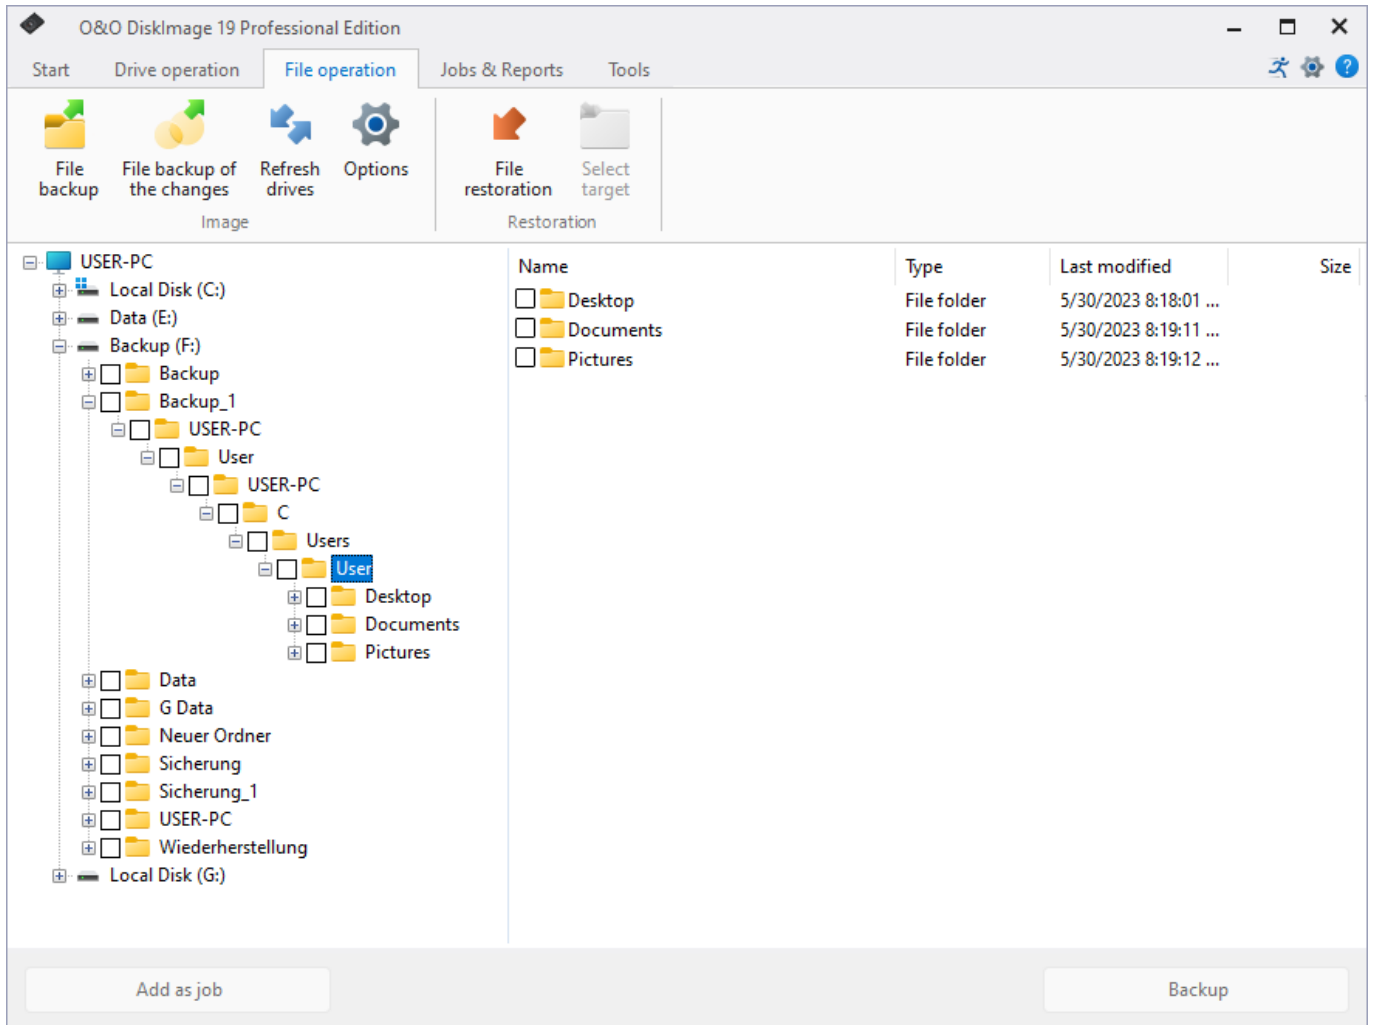 O&O DiskImage 19 Professional Edition
Start Drive operation File operation Jobs & Reports Tools
File backup
File backup of the changes
Refresh drives
Options
Image
File restoration
Select target
Restoration
USER-PC
Local Disk (C:)
Data (E:)
Backup (F:)
Backup
Backup_1
USER-PC
User
USER-PC
C
Users
User
Desktop
Documents
Pictures
Data
G Data
Neuer Ordner
Sicherung
Sicherung_1
USER-PC
Wiederherstellung
Local Disk (G:)
Name Type Last modified Size
Desktop File folder 5/30/2023 8:18:01 ...
Documents File folder 5/30/2023 8:19:11 ...
Pictures File folder 5/30/2023 8:19:12 ...
Add as job
Backup